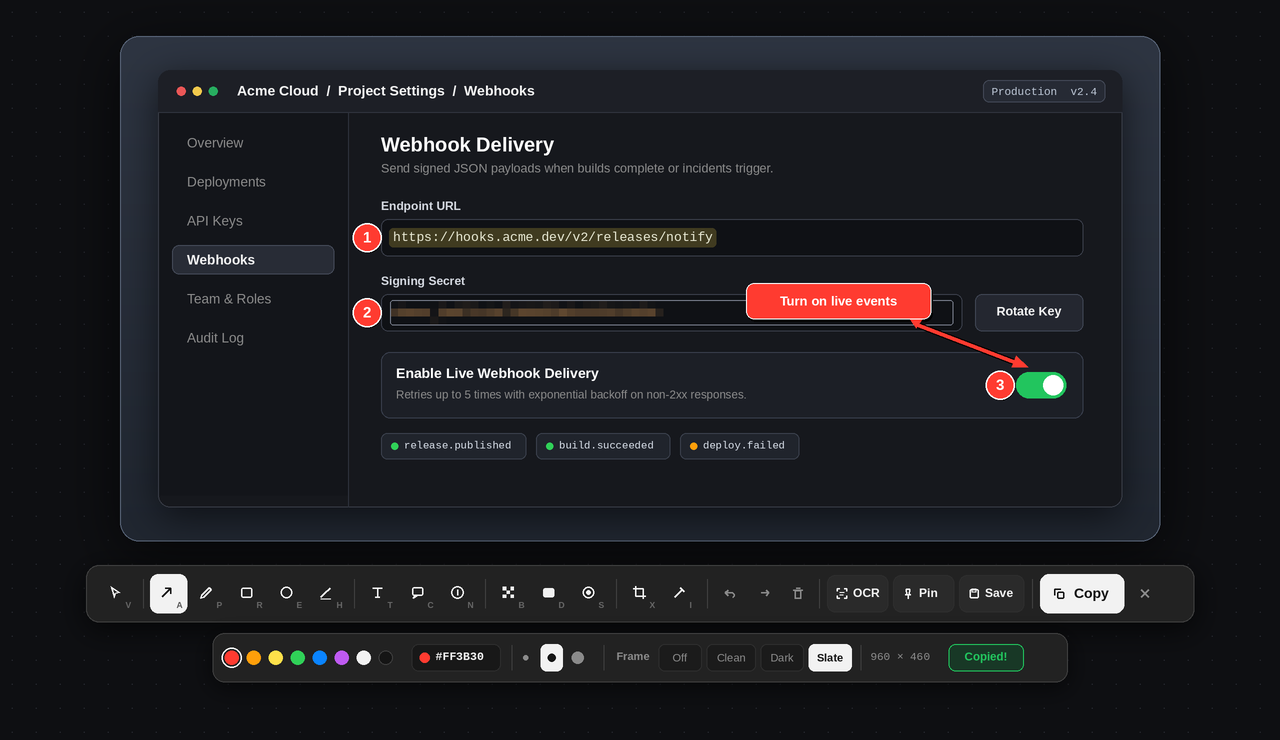 Acme Cloud / Project Settings / Webhooks
Production v2.4
Overview
Deployments
API Keys
Webhooks
Team & Roles
Audit Log
Webhook Delivery
Send signed JSON payloads when builds complete or incidents trigger.
Endpoint URL
1
https://hooks.acme.dev/v2/releases/notify
Signing Secret
2
Turn on live events
Rotate Key
Enable Live Webhook Delivery
Retries up to 5 times with exponential backoff on non-2xx responses.
3
release.published
build.succeeded
deploy.failed
V A P R E H T C N B D S X I
OCR Pin Save Copy
#FF3B30
Frame Off Clean Dark Slate
960 × 460
Copied!